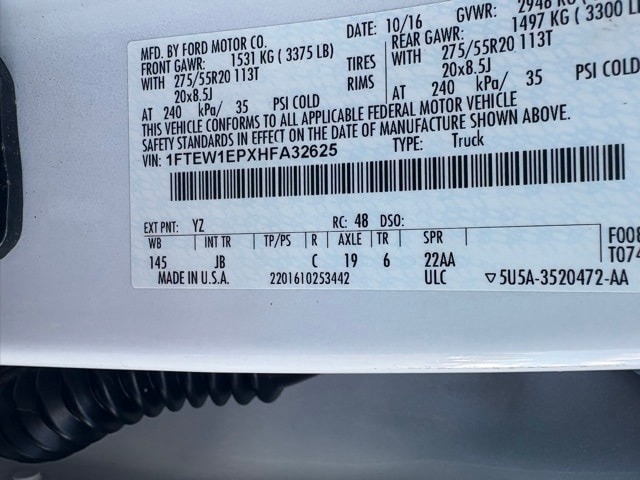 MFD. BY FORD MOTOR CO. DATE: 10/16 GVWR: 2948 KG
FRONT GAWR: 1531 KG ( 3375 LB) REAR GAWR: 1497 KG ( 3300 L
WITH 275/55R20 113T TIRES WITH 275/55R20 113T
20x8.5J RIMS 20x8.5J
AT 240 kPa/ 35 PSI COLD AT 240 kPa/ 35 PSI COLD
THIS VEHICLE CONFORMS TO ALL APPLICABLE FEDERAL MOTOR VEHICLE
SAFETY STANDARDS IN EFFECT ON THE DATE OF MANUFACTURE SHOWN ABOVE.
VIN: 1FTEW1EPXHFA32625 TYPE: Truck
EXT PNT: YZ RC: 48 DSO:
WB INT TR TP/PS R AXLE TR SPR
145 JB C 19 6 22AA
MADE IN U.S.A. 2201610253442 ULC ▽5U5A-3520472-AA
F008
T074